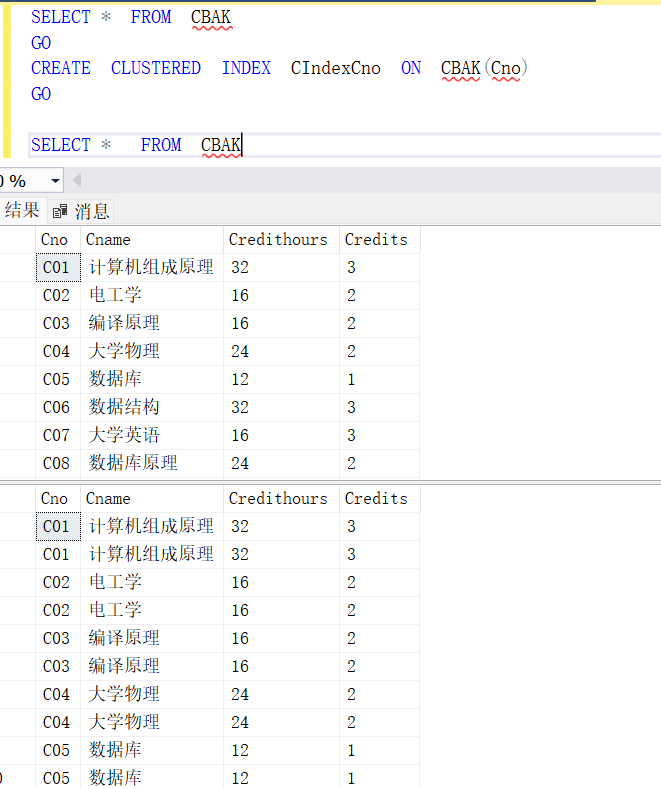 SELECT * FROM CBAK
GO
CREATE CLUSTERED INDEX CIndexCno ON CBAK(Cno)
GO
SELECT * FROM CBAK
0 %
结果 消息
Cno Cname Credithours Credits
C01 计算机组成原理 32 3
C02 电工学 16 2
C03 编译原理 16 2
C04 大学物理 24 2
C05 数据库 12 1
C06 数据结构 32 3
C07 大学英语 16 3
C08 数据库原理 24 2
Cno Cname Credithours Credits
C01 计算机组成原理 32 3
C01 计算机组成原理 32 3
C02 电工学 16 2
C02 电工学 16 2
C03 编译原理 16 2
C03 编译原理 16 2
C04 大学物理 24 2
C04 大学物理 24 2
C05 数据库 12 1
0 C05 数据库 12 1